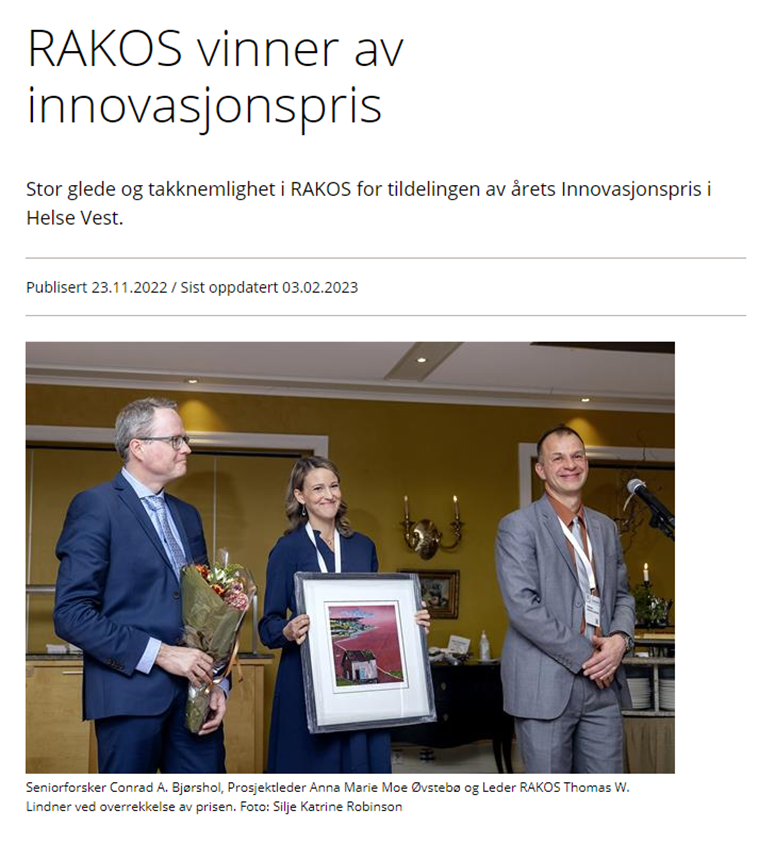 RAKOS vinner av
innovasjonspris
Stor glede og takknemlighet i RAKOS for tildelingen av årets Innovasjonspris i
Helse Vest.
Publisert 23.11.2022 / Sist oppdatert 03.02.2023
Seniorforsker Conrad A. Bjørshol, Prosjektleder Anna Marie Moe Øvstebø og Leder RAKOS Thomas W.
Lindner ved overrekkelse av prisen. Foto: Silje Katrine Robinson